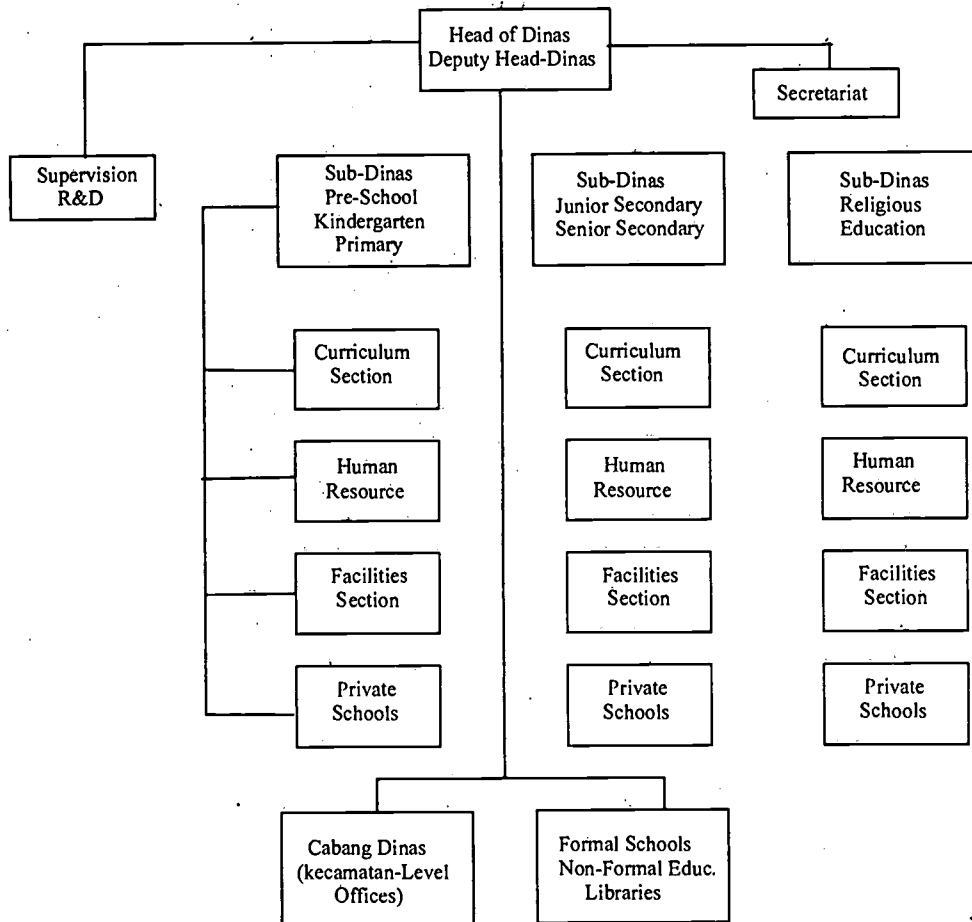 Head of Dinas
Deputy Head-Dinas
Secretariat
Supervision
R&D
Sub-Dinas
Pre-School
Kindergarten
Primary
Sub-Dinas
Junior Secondary
Senior Secondary
Sub-Dinas
Religious
Education
Curriculum
Section
Curriculum
Section
Curriculum
Section
Human
Resource
Human
Resource
Human
Resource
Facilities
Section
Facilities
Section
Facilities
Section
Private
Schools
Private
Schools
Private
Schools
Cabang Dinas
(kecamatan-Level
Offices)
Formal Schools
Non-Formal Educ.
Libraries